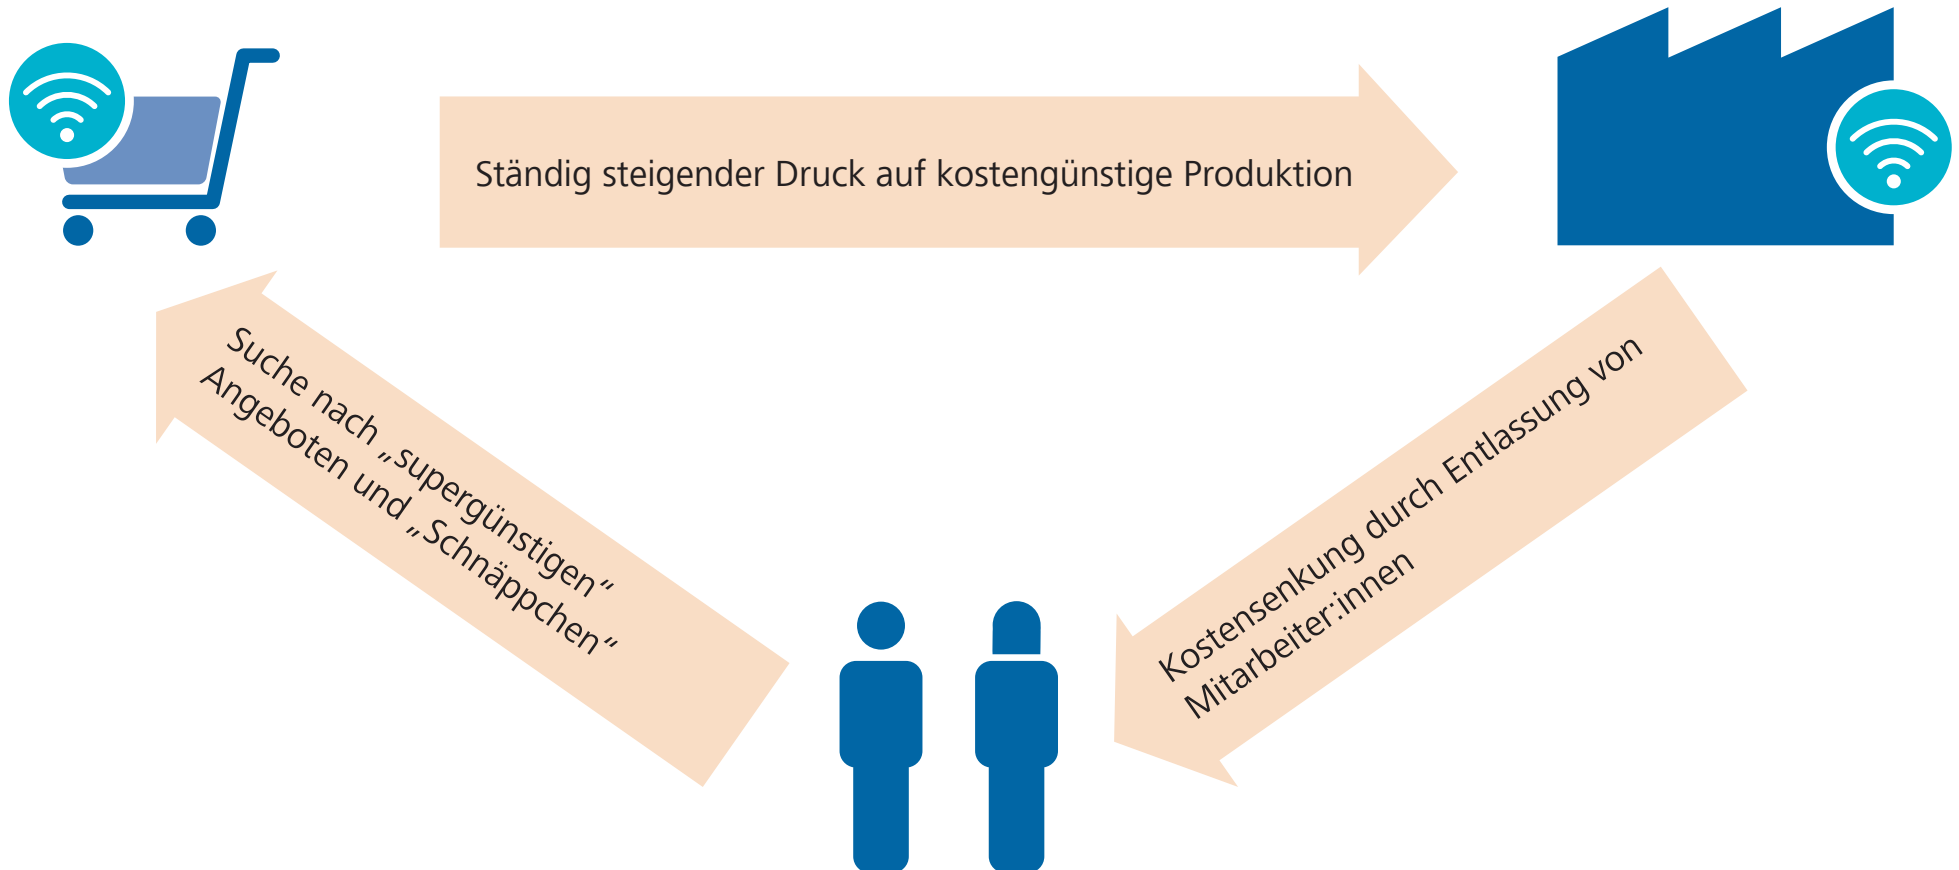 Ständig steigender Druck auf kostengünstige Produktion
Suche nach „supergünstigen“
Angeboten und „Schnäppchen“
Kostensenkung durch Entlassung von
Mitarbeiter:innen